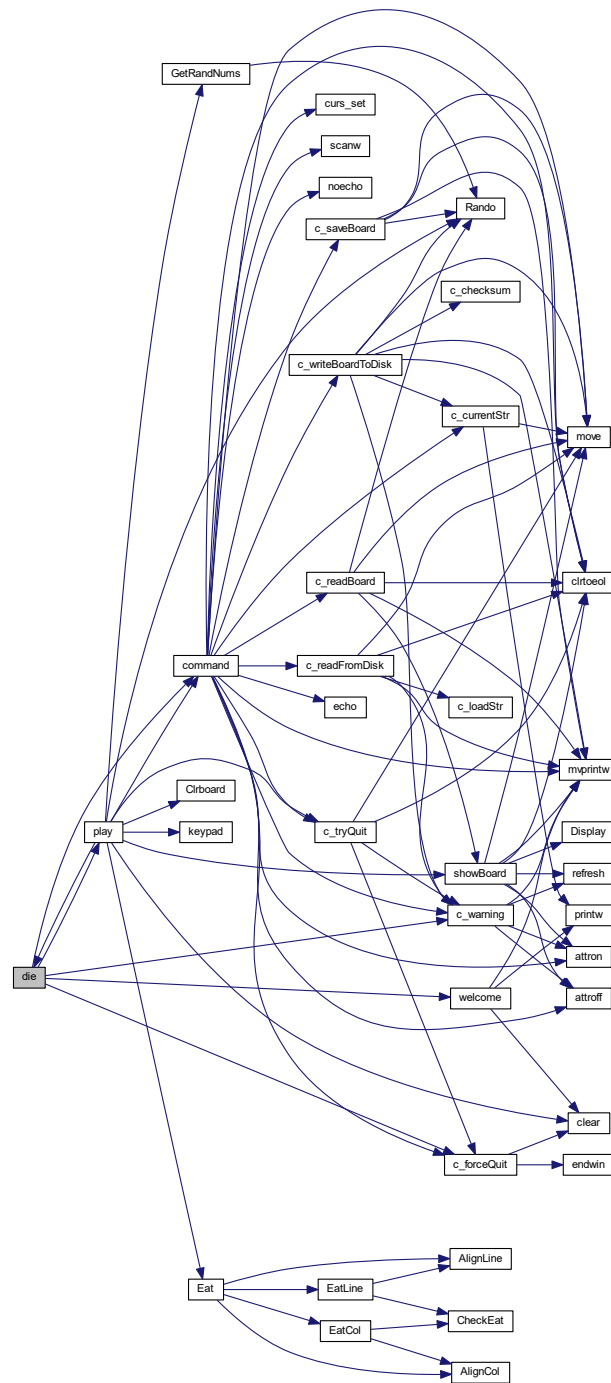 GetRandNums
curs_set
scanw
noecho
Rando
c_saveBoard
c_checksum
c_writeBoardToDisk
c_currentStr
move
c_readBoard
clrtoeol
command
c_readFromDisk
echo
c_loadStr
mvprintw
Clrboard
play
keypad
c_tryQuit
Display
showBoard
refresh
c_warning
printw
attron
die
welcome
attroff
clear
c_forceQuit
endwin
AlignLine
Eat
EatLine
CheckEat
EatCol
AlignCol